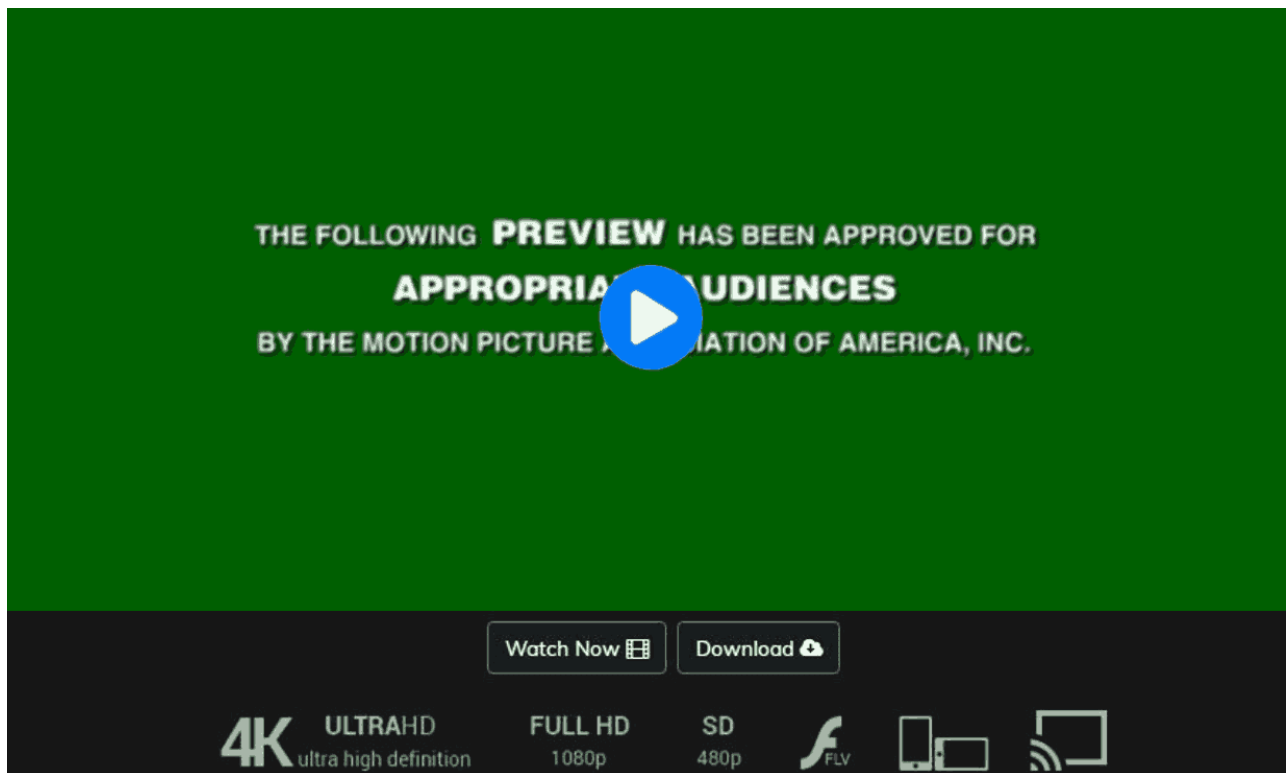 THE FOLLOWING PREVIEW HAS BEEN APPROVED FOR
AUDIENCES
BY THE MOTION PICTURE OF AMERICA, INC.
Watch Now
Download
4K ULTRAHD
ultra high definition
FULL HD
1080p
SD
480p
FLV